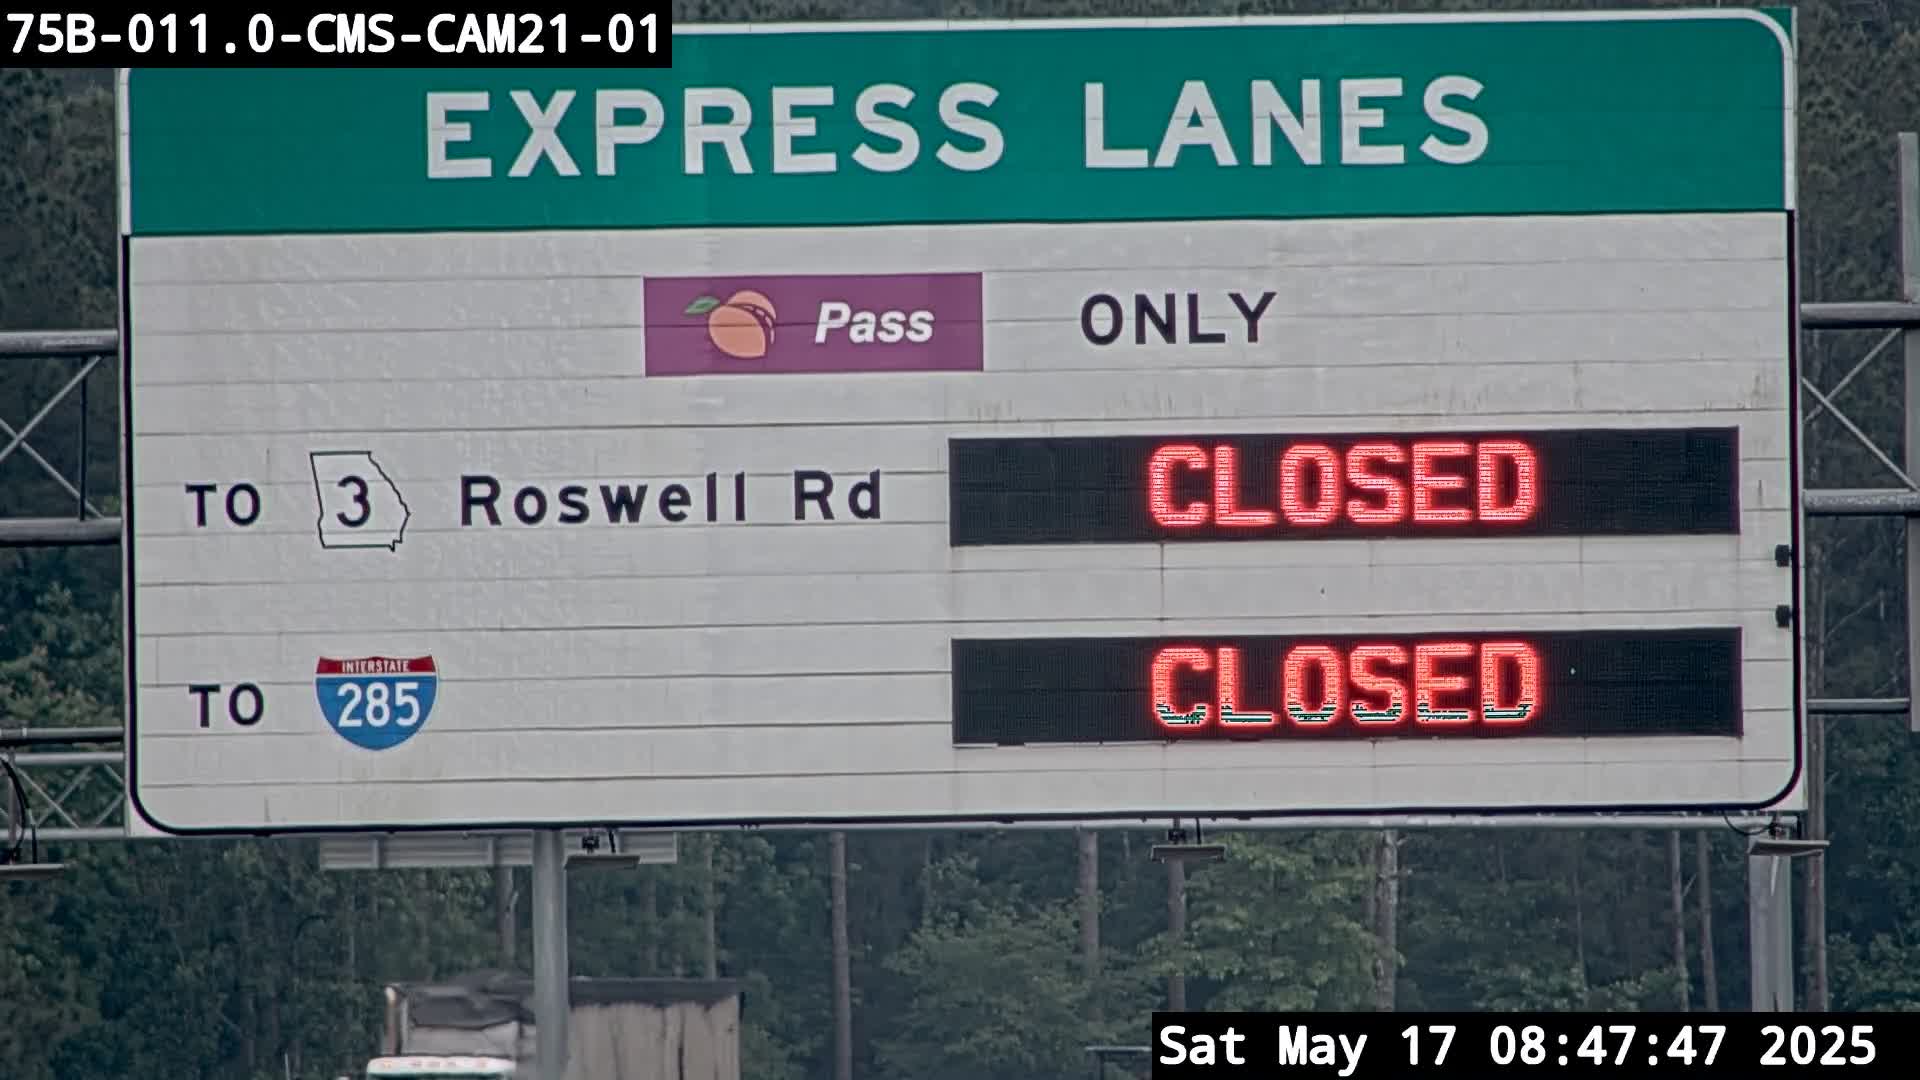 75B-011.0-CMS-CAM21-01
EXPRESS LANES
Pass ONLY
TO 3 Roswell Rd CLOSED
INTERSTATE
TO 285 CLOSED
Sat May 17 08:47:47 2025